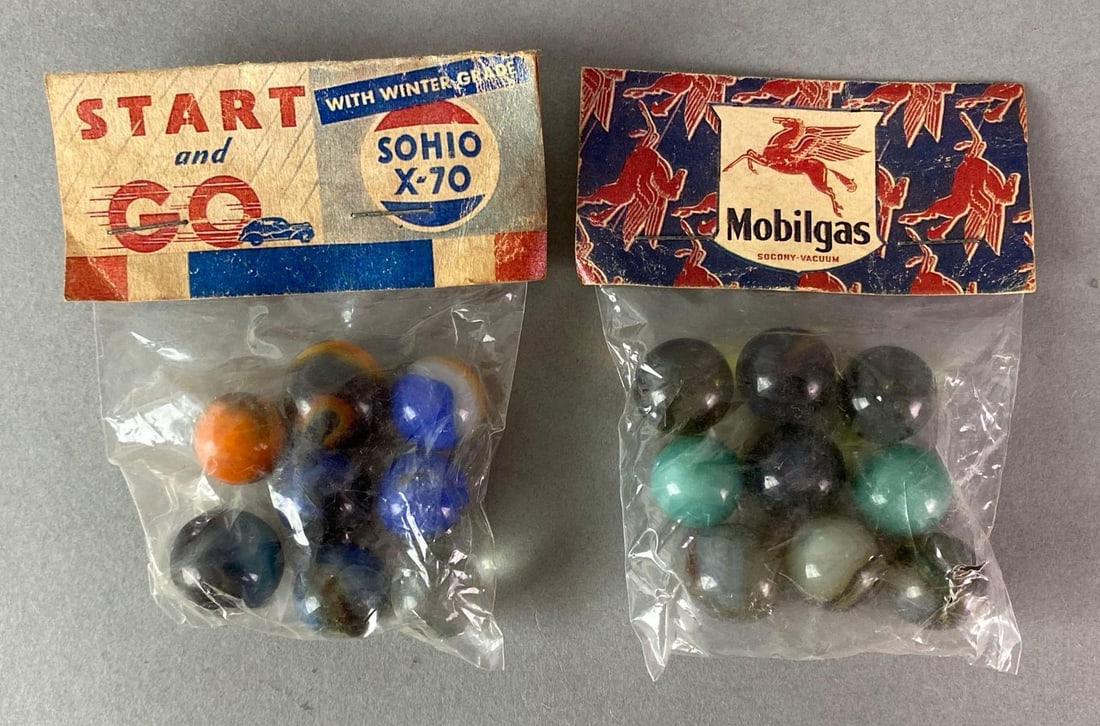 START
and
GO
WITH WINTER GRADE
SOHIO
X-70
Mobilgas
SOCONY-VACUUM